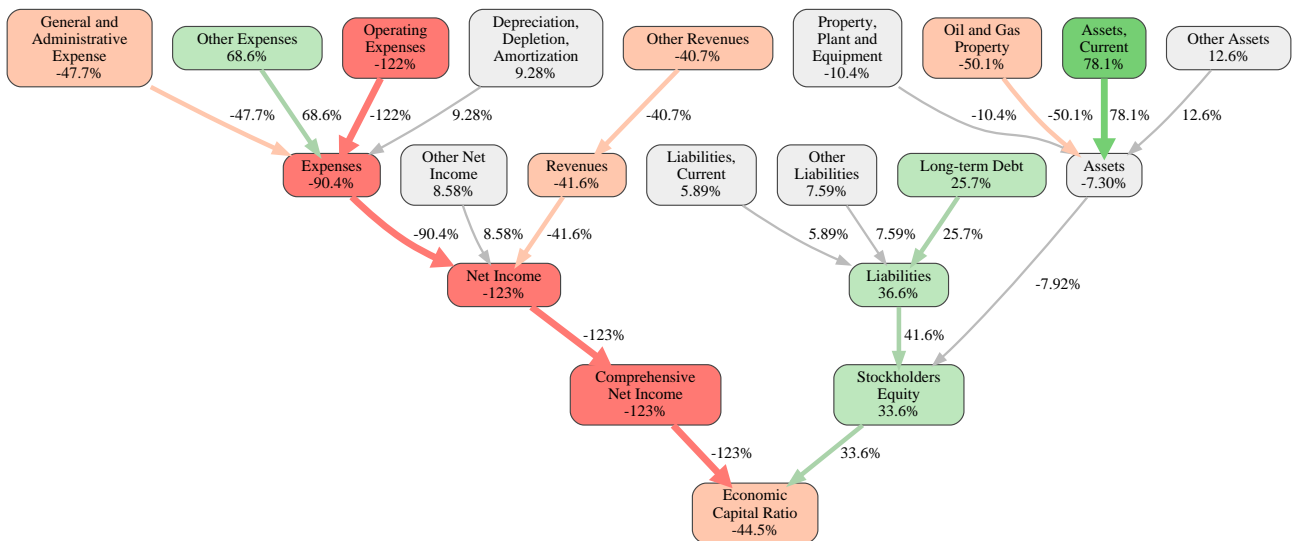 General and
Administrative
Expense
-47.7%
Other Expenses
68.6%
Operating
Expenses
-122%
Depreciation,
Depletion,
Amortization
9.28%
Other Revenues
-40.7%
Property,
Plant and
Equipment
-10.4%
Oil and Gas
Property
-50.1%
Assets,
Current
78.1%
Other Assets
12.6%
-47.7%
68.6%
-122%
9.28%
-40.7%
-10.4%
-50.1%
78.1%
12.6%
Expenses
-90.4%
Other Net
Income
8.58%
Revenues
-41.6%
Liabilities,
Current
5.89%
Other
Liabilities
7.59%
Long-term Debt
25.7%
Assets
-7.30%
-90.4%
8.58%
-41.6%
5.89%
7.59%
25.7%
Net Income
-123%
Liabilities
36.6%
-7.92%
-123%
41.6%
Comprehensive
Net Income
-123%
Stockholders
Equity
33.6%
-123%
33.6%
Economic
Capital Ratio
-44.5%